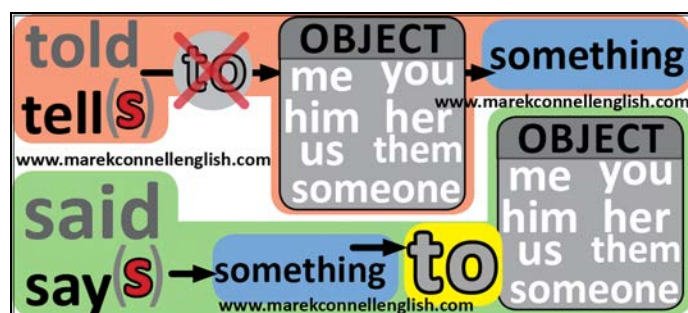 told
tell(s)
to
OBJECT
me you
him her
us them
someone
something
www.marekconnellenglish.com
www.marekconnellenglish.com
said
say(s)
something
to
OBJECT
me you
him her
us them
someone
www.marekconnellenglish.com